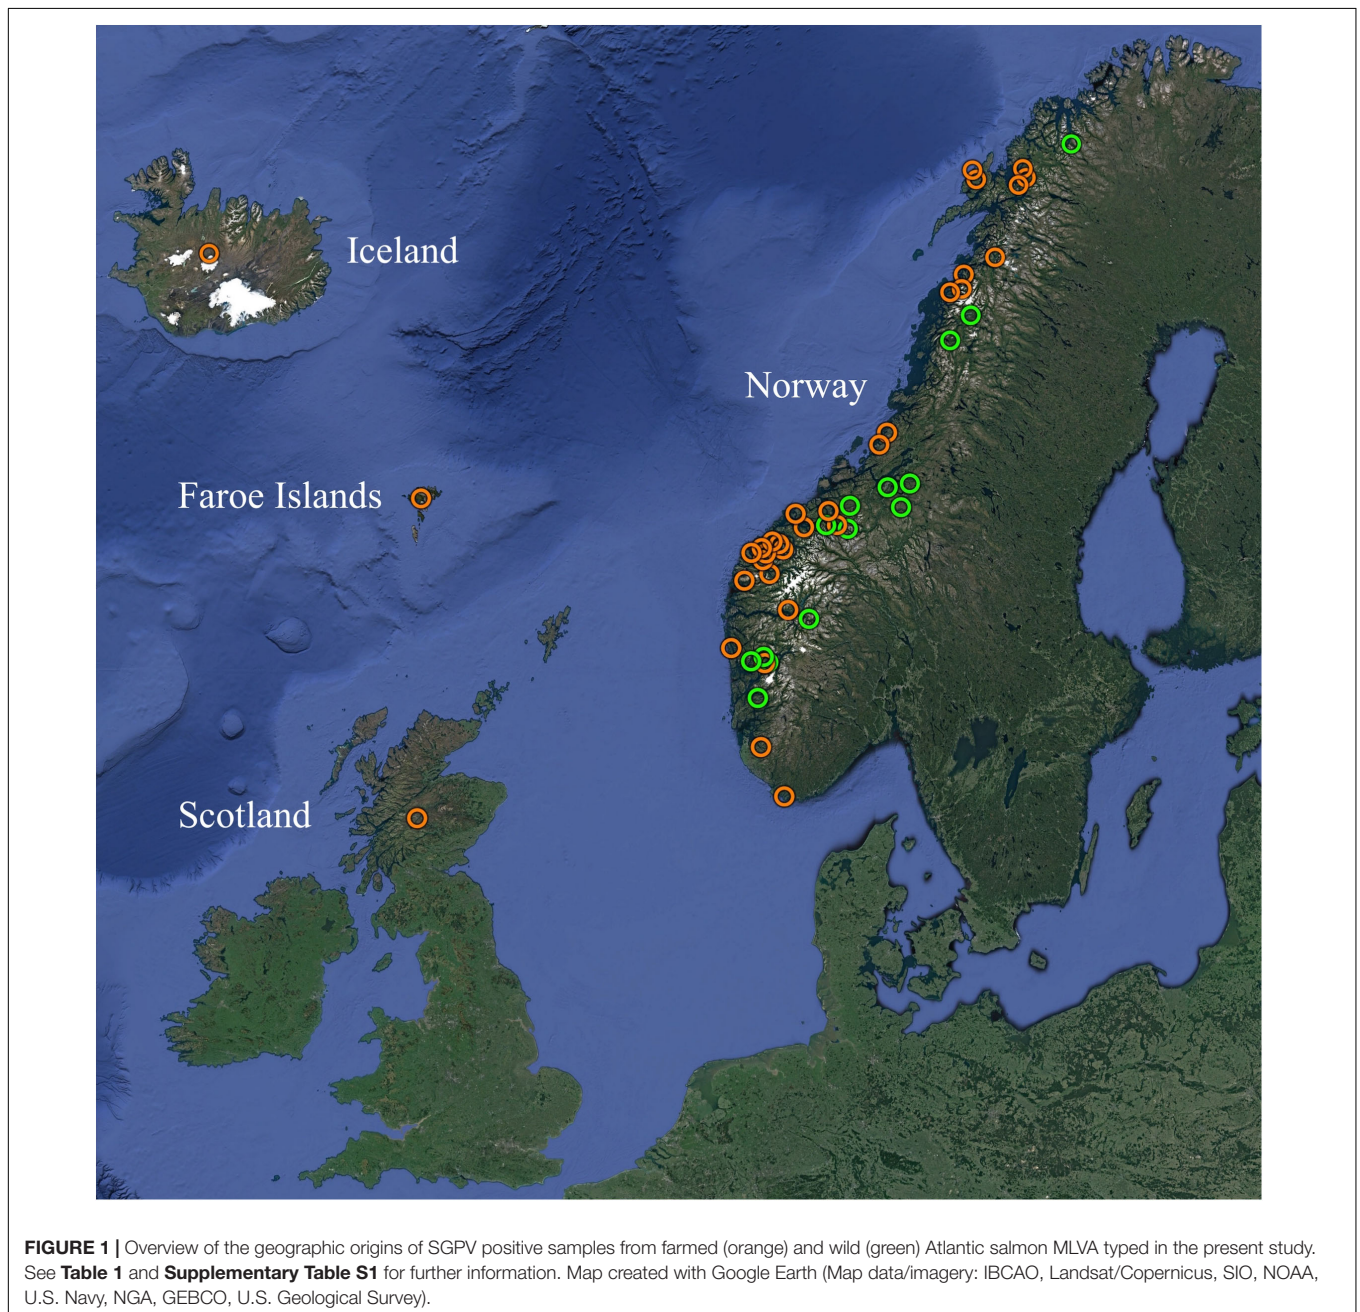 Iceland
Norway
Faroe Islands
Scotland
FIGURE 1 | Overview of the geographic origins of SGPV positive samples from farmed (orange) and wild (green) Atlantic salmon MLVA typed in the present study.
See Table 1 and Supplementary Table S1 for further information. Map created with Google Earth (Map data/imagery: IBCAO, Landsat/Copernicus, SIO, NOAA,
U.S. Navy, NGA, GEBCO, U.S. Geological Survey).